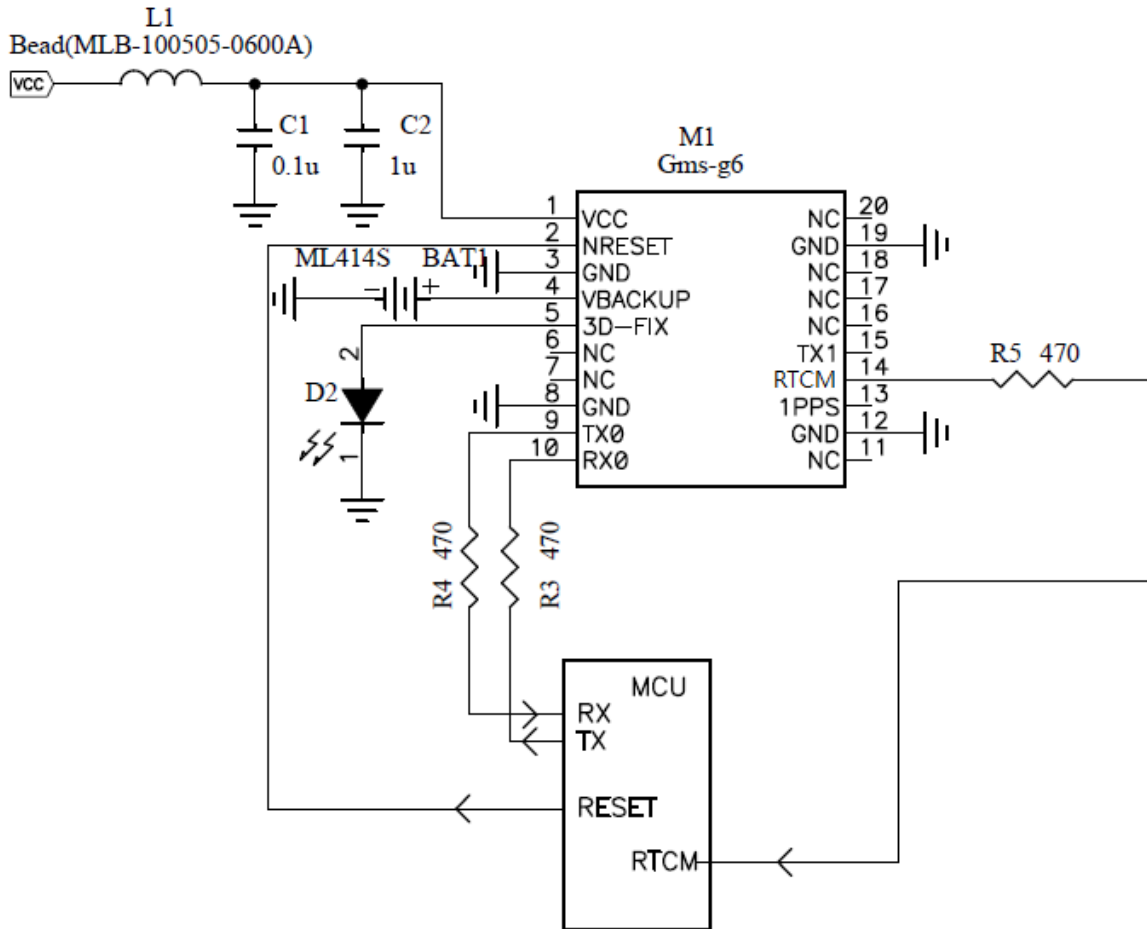 L1
Bead(MLB-100505-0600A)
VCC
C1
0.1u
C2
1u
M1
Gms-g6
1 VCC
2 NRESET
3 GND
4 VBACKUP
5 3D-FIX
6 NC
7 NC
8 GND
9 TX0
10 RX0
NC 20
GND 19
NC 18
NC 17
NC 16
TX1 15
RTCM 14
1PPS 13
GND 12
NC 11
ML414S BAT1
- +
2
D2
1
R5 470
R4 470
R3 470
MCU
RX
TX
RESET
RTCM